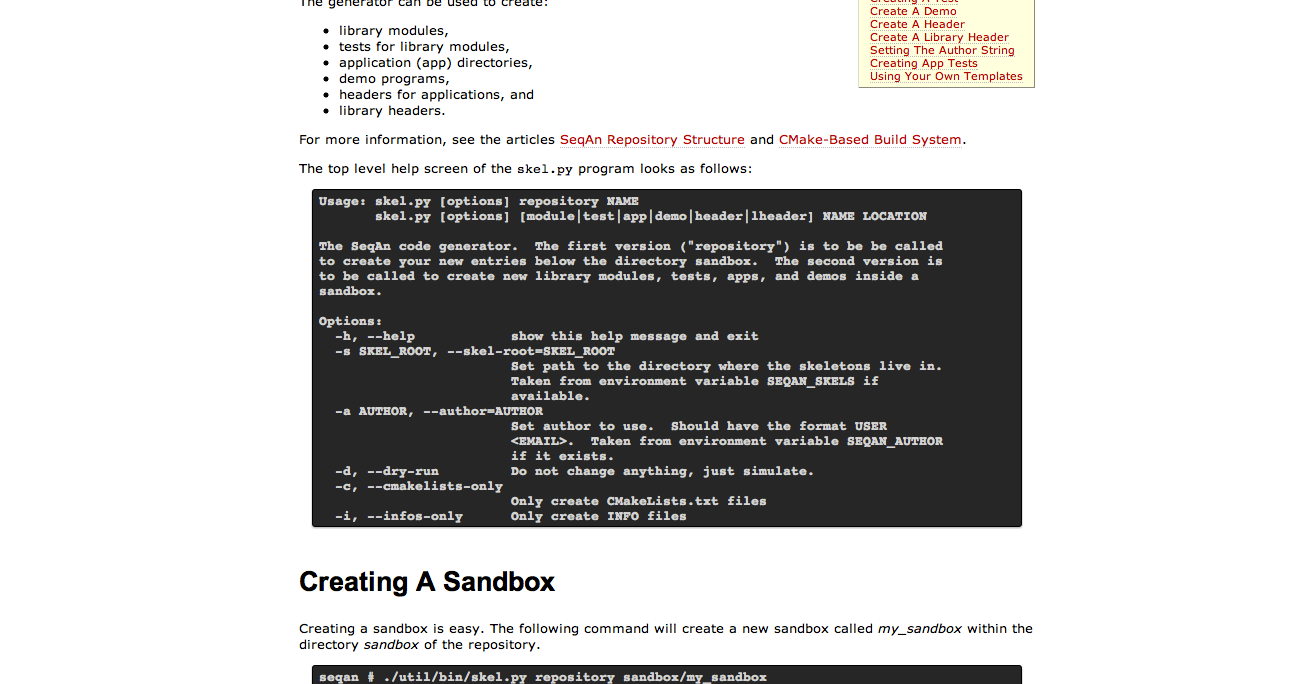 The generator can be used to create:
library modules,
tests for library modules,
application (app) directories,
demo programs,
headers for applications, and
library headers.
Creating A Test
Create A Demo
Create A Header
Create A Library Header
Setting The Author String
Creating App Tests
Using Your Own Templates
For more information, see the articles SeqAn Repository Structure and CMake-Based Build System.
The top level help screen of the skel.py program looks as follows:
Usage: skel.py [options] repository NAME
skel.py [options] [module|test|app|demo|header|lheader] NAME LOCATION
The SeqAn code generator.  The first version ("repository") is to be be called
to create your new entries below the directory sandbox.  The second version is
to be called to create new library modules, tests, apps, and demos inside a
sandbox.
Options:
-h, --help            show this help message and exit
-s SKEL_ROOT, --skel-root=SKEL_ROOT
Set path to the directory where the skeletons live in.
Taken from environment variable SEQAN_SKELS if
available.
-a AUTHOR, --author=AUTHOR
Set author to use.  Should have the format USER
<EMAIL>.  Taken from environment variable SEQAN_AUTHOR
if it exists.
-d, --dry-run         Do not change anything, just simulate.
-c, --cmakelists-only
Only create CMakeLists.txt files
-i, --infos-only      Only create INFO files
Creating A Sandbox
Creating a sandbox is easy. The following command will create a new sandbox called my_sandbox within the
directory sandbox of the repository.
seqan # ./util/bin/skel.py repository sandbox/my_sandbox